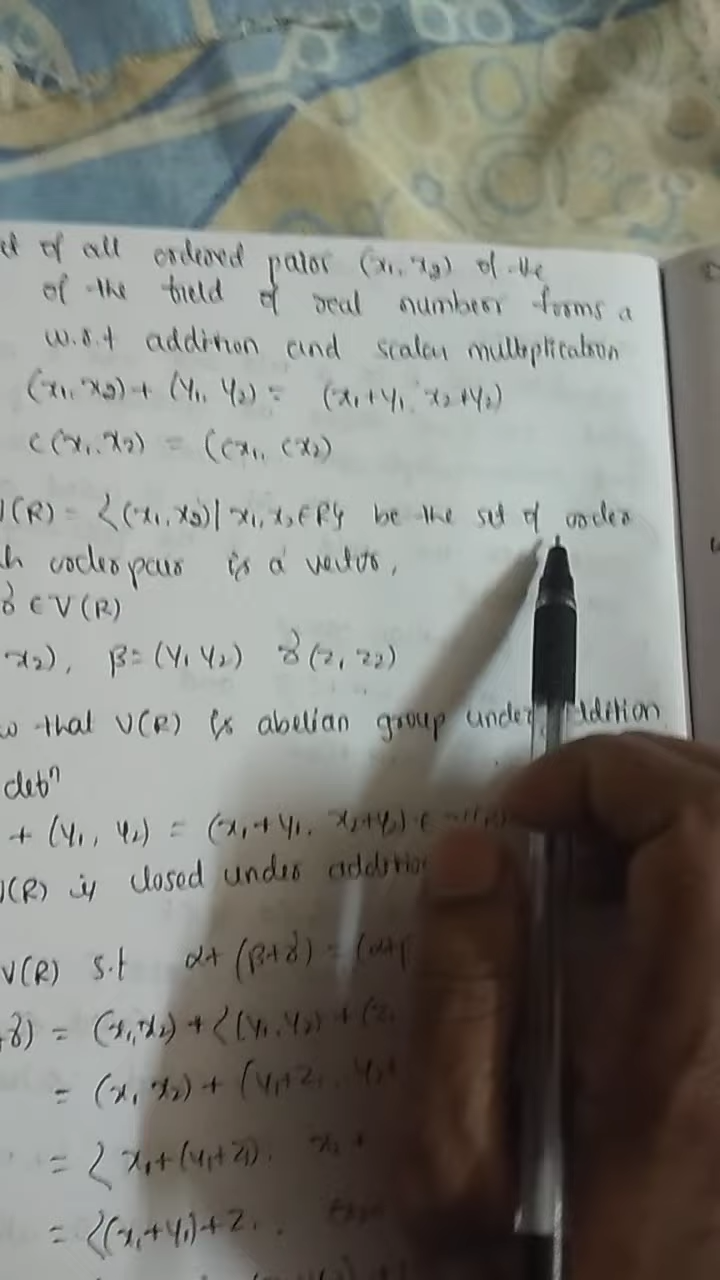 of all ordered pairs (x1, x2) of the
of the field of real numbers forms a
w.r.t addition and scalar multiplication
(x1, x2) + (y1, y2) = (x1+y1, x2+y2)
c(x1, x2) = (cx1, cx2)
V(R) = {(x1, x2) | x1, x2 ∈ R} be the set of order
order pair is a vector,
γ ∈ V(R)
x2), β = (y1 y2) γ (z1 z2)
that V(R) is abelian group under addition
defⁿ
+ (y1, y2) = (x1+y1, x2+y2) ∈
V(R) is closed under addition
V(R) s.t α+(β+γ) = (α+β
γ) = (x1, x2) + {(y1, y2) + (z
= (x1 x2) + (y1+z1, y2+
= { x1+(y1+z1), x2 +
= {(x1+y1)+z1,